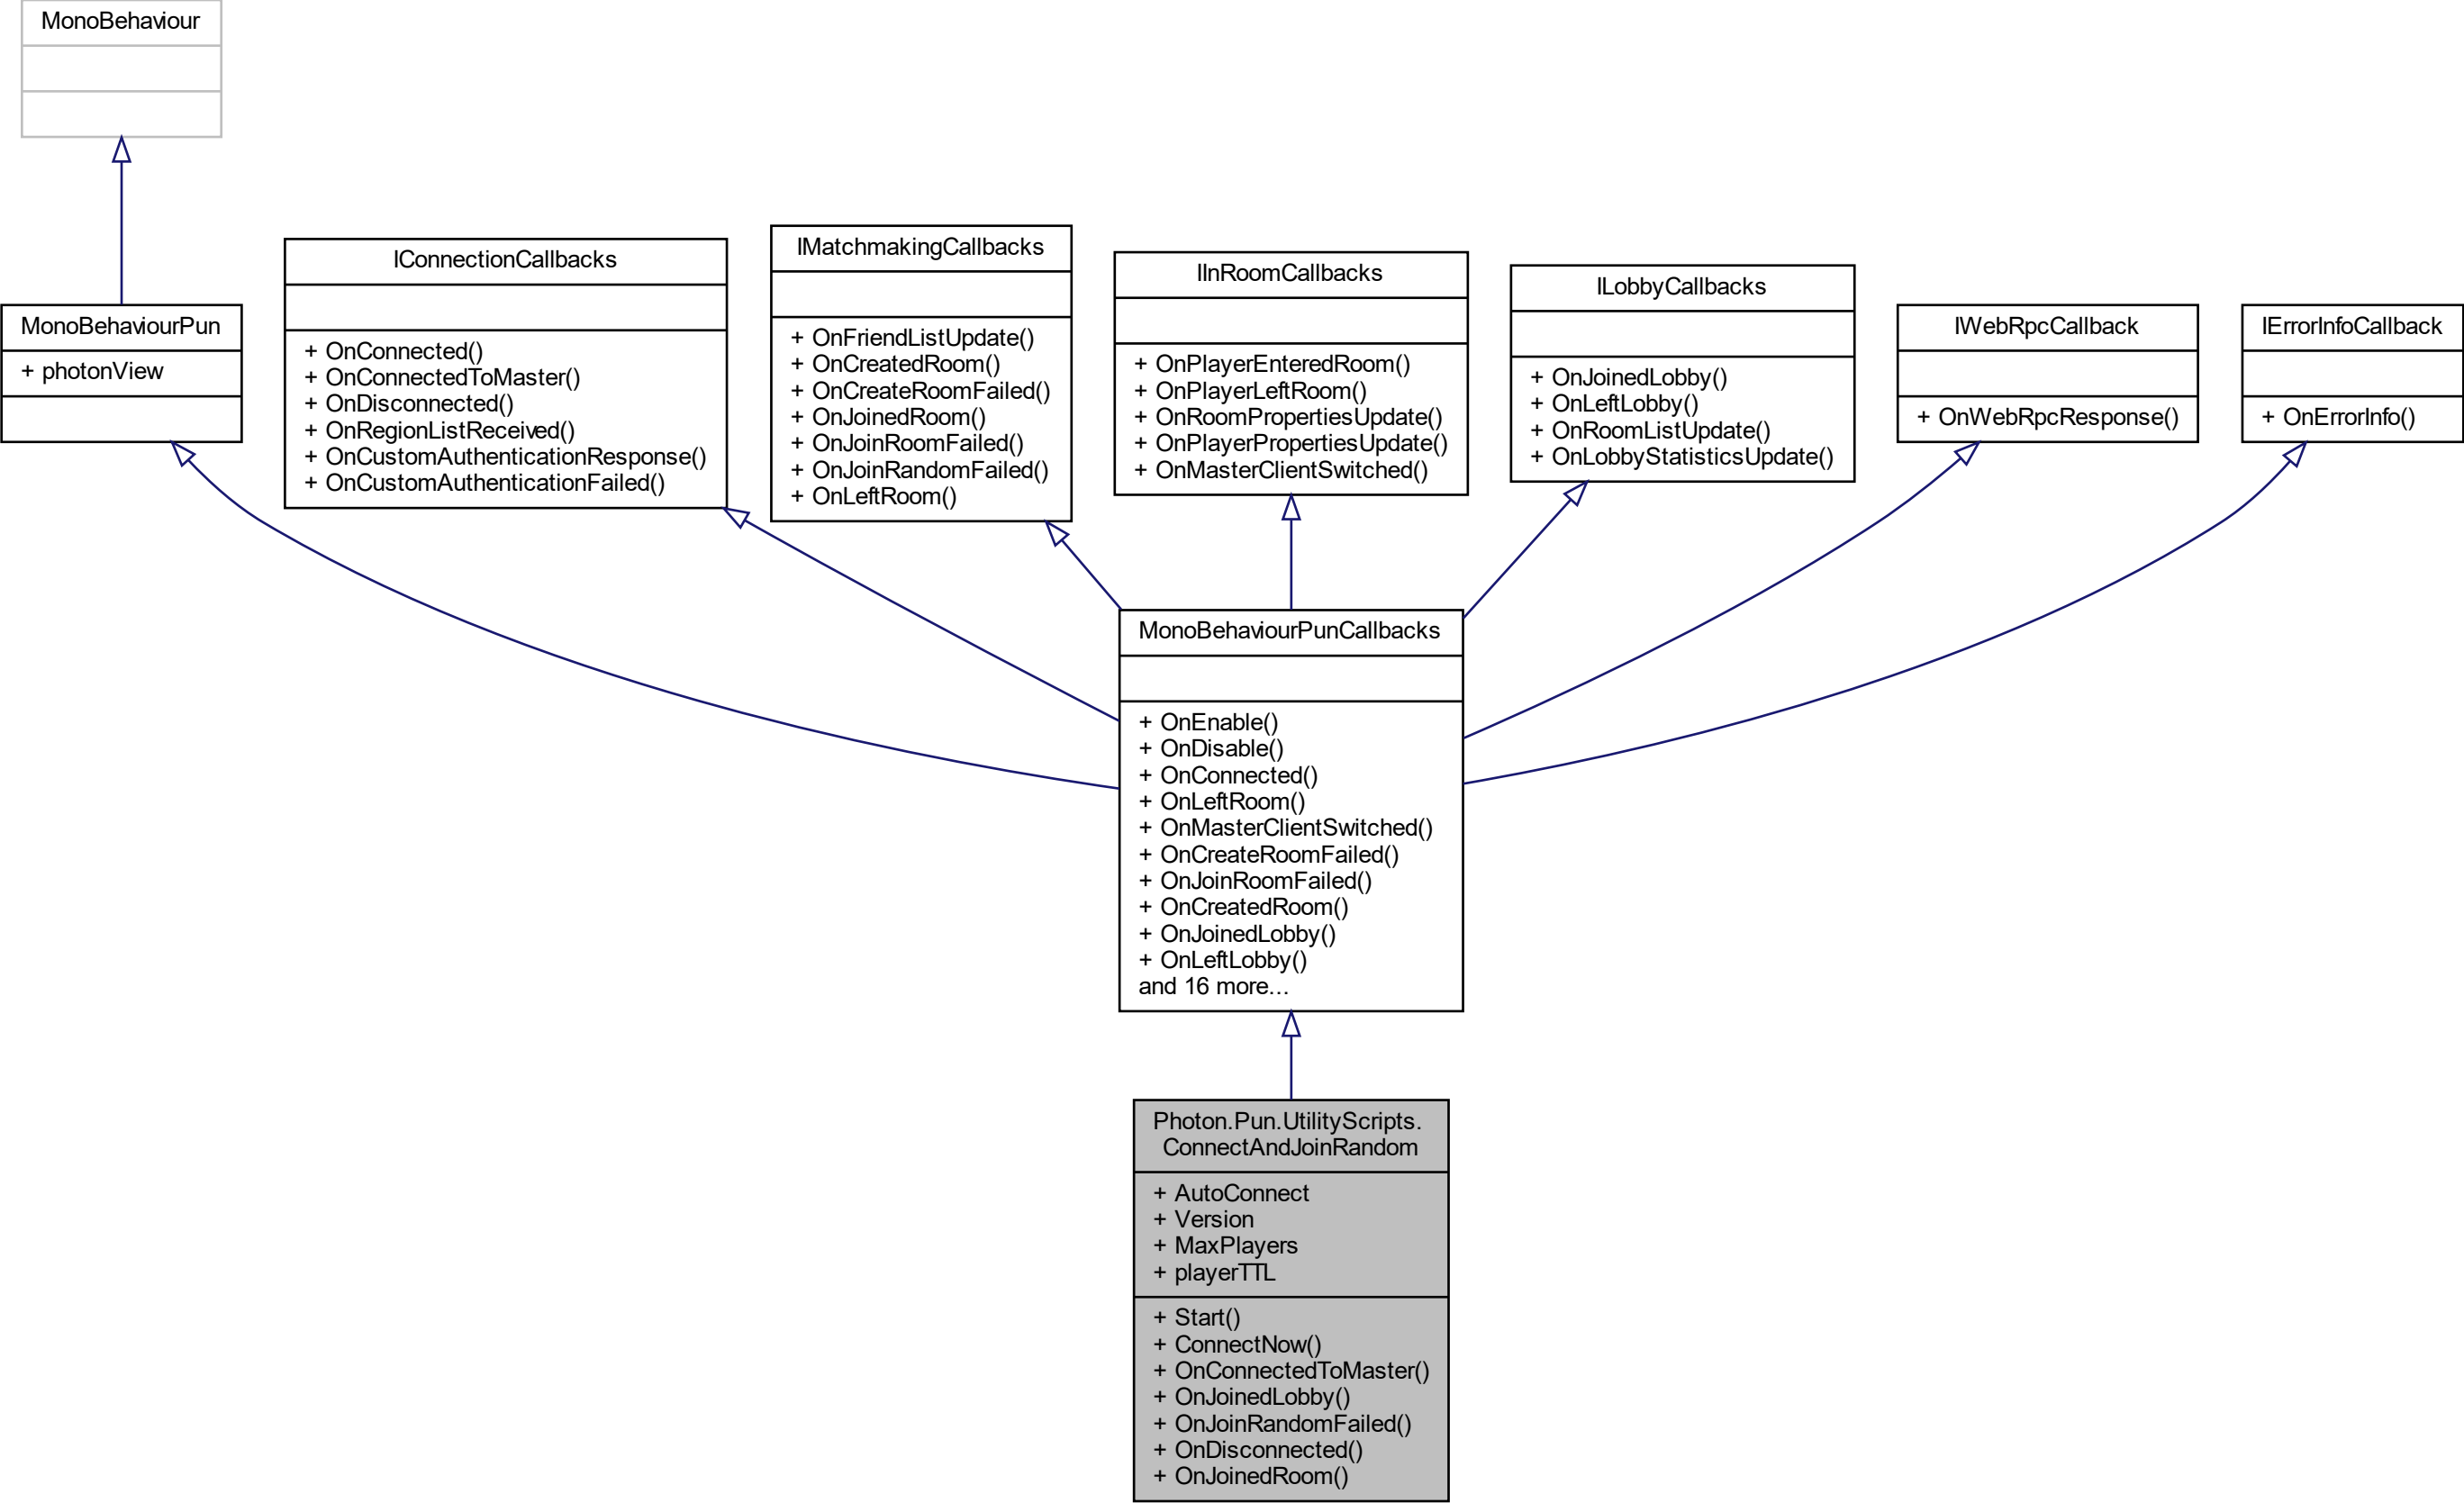 MonoBehaviour
MonoBehaviourPun
+ photonView
IConnectionCallbacks
+ OnConnected()
+ OnConnectedToMaster()
+ OnDisconnected()
+ OnRegionListReceived()
+ OnCustomAuthenticationResponse()
+ OnCustomAuthenticationFailed()
IMatchmakingCallbacks
+ OnFriendListUpdate()
+ OnCreatedRoom()
+ OnCreateRoomFailed()
+ OnJoinedRoom()
+ OnJoinRoomFailed()
+ OnJoinRandomFailed()
+ OnLeftRoom()
IInRoomCallbacks
+ OnPlayerEnteredRoom()
+ OnPlayerLeftRoom()
+ OnRoomPropertiesUpdate()
+ OnPlayerPropertiesUpdate()
+ OnMasterClientSwitched()
ILobbyCallbacks
+ OnJoinedLobby()
+ OnLeftLobby()
+ OnRoomListUpdate()
+ OnLobbyStatisticsUpdate()
IWebRpcCallback
+ OnWebRpcResponse()
IErrorInfoCallback
+ OnErrorInfo()
MonoBehaviourPunCallbacks
+ OnEnable()
+ OnDisable()
+ OnConnected()
+ OnLeftRoom()
+ OnMasterClientSwitched()
+ OnCreateRoomFailed()
+ OnJoinRoomFailed()
+ OnCreatedRoom()
+ OnJoinedLobby()
+ OnLeftLobby()
and 16 more...
Photon.Pun.UtilityScripts.
ConnectAndJoinRandom
+ AutoConnect
+ Version
+ MaxPlayers
+ playerTTL
+ Start()
+ ConnectNow()
+ OnConnectedToMaster()
+ OnJoinedLobby()
+ OnJoinRandomFailed()
+ OnDisconnected()
+ OnJoinedRoom()